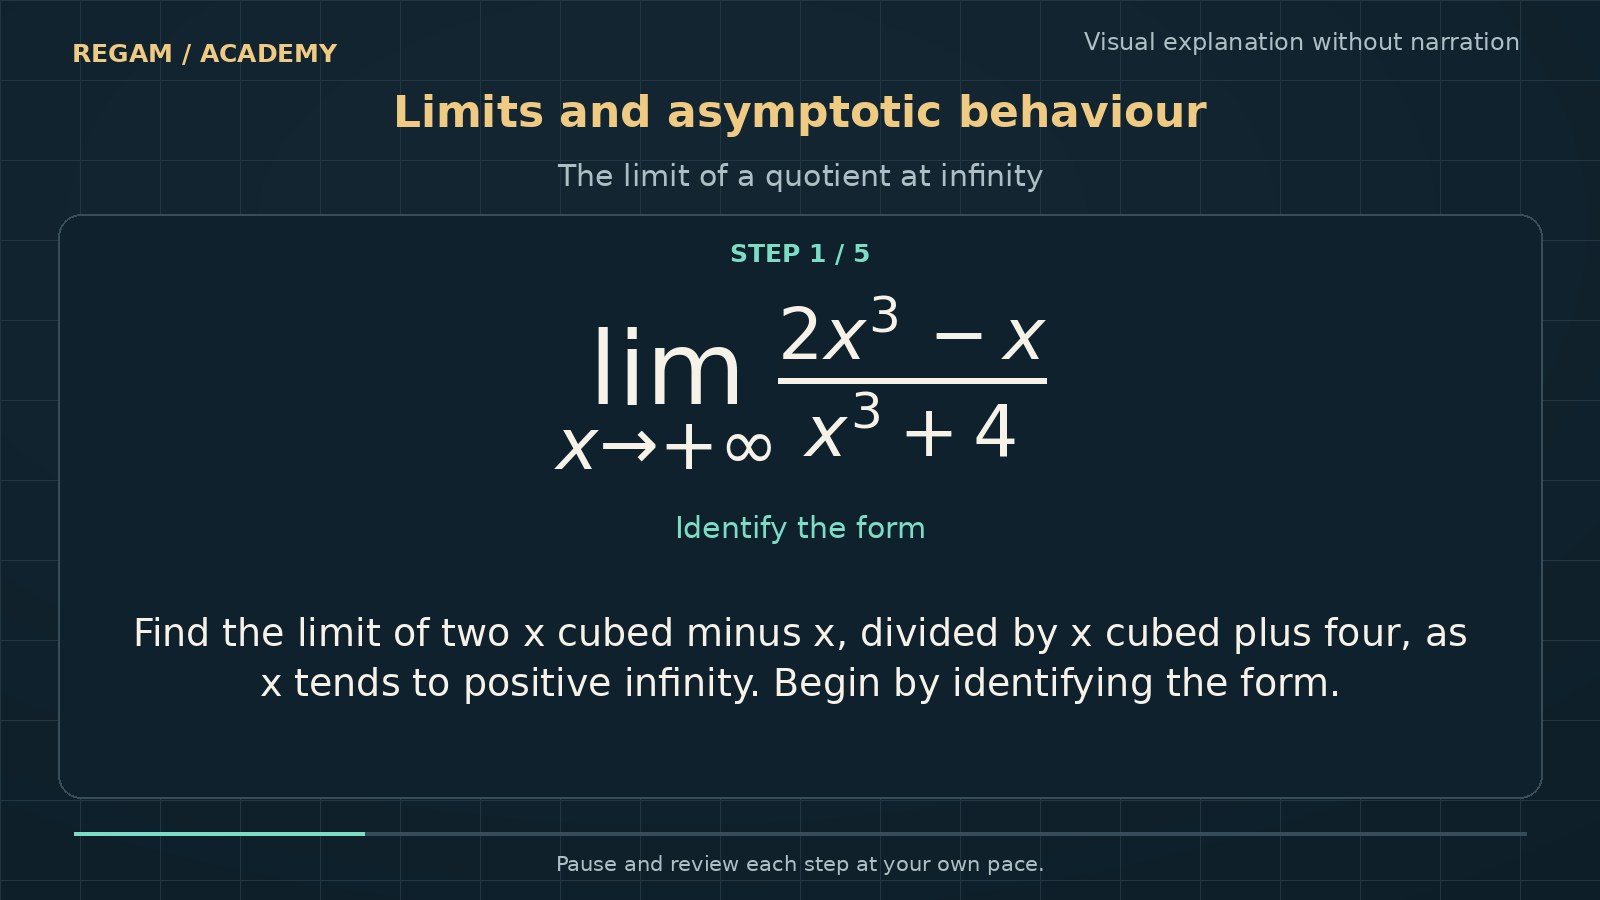 REGAM / ACADEMY
Visual explanation without narration
Limits and asymptotic behaviour
The limit of a quotient at infinity
STEP 1 / 5
lim x→+∞ (2x³ − x)/(x³ + 4)
Identify the form
Find the limit of two x cubed minus x, divided by x cubed plus four, as
x tends to positive infinity. Begin by identifying the form.
Pause and review each step at your own pace.